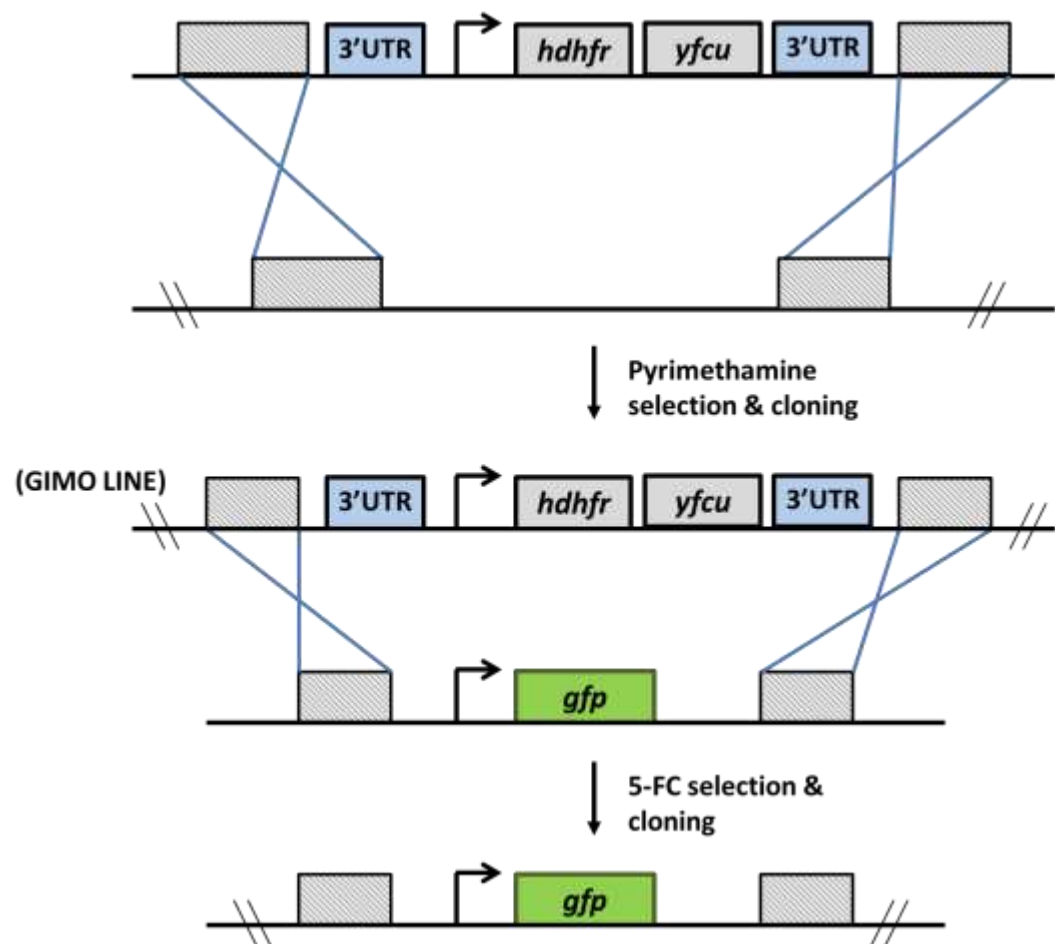 3'UTR hdhfr yfcu 3'UTR
Pyrimethamine
selection & cloning
(GIMO LINE)
3'UTR hdhfr yfcu 3'UTR
gfp
5-FC selection &
cloning
gfp